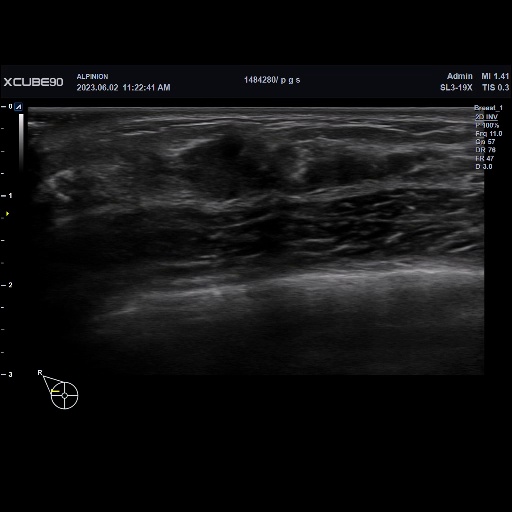 XCUBE90
ALPINION
2023.06.02 11:22:41 AM
1484280/ p g s
Admin MI 1.41
SL3-19X TIS 0.3
Breast_1
2D INV
P 100%
Frq 11.0
Gn 57
DR 76
FR 47
D 3.0
0
1
2
3
R